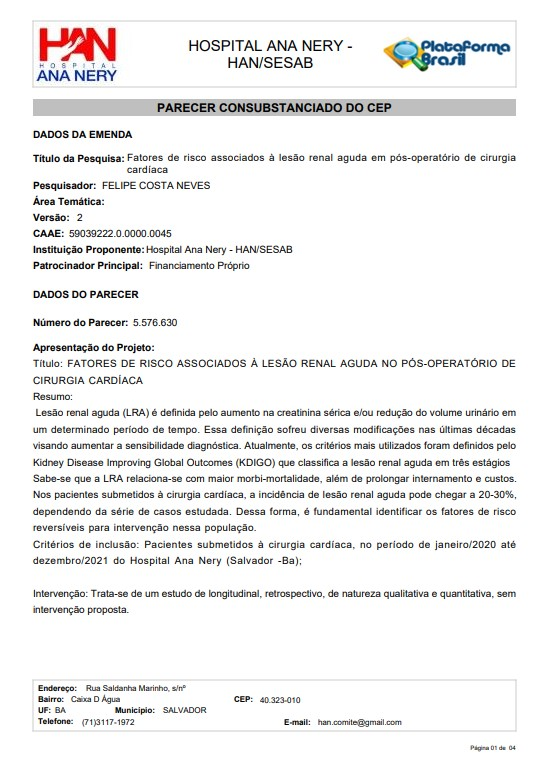 HAN
HOSPITAL
ANA NERY
HOSPITAL ANA NERY -
HAN/SESAB
Plataforma
Brasil
PARECER CONSUBSTANCIADO DO CEP
DADOS DA EMENDA
Título da Pesquisa: Fatores de risco associados à lesão renal aguda em pós-operatório de cirurgia
cardíaca
Pesquisador: FELIPE COSTA NEVES
Área Temática:
Versão: 2
CAAE: 59039222.0.0000.0045
Instituição Proponente: Hospital Ana Nery - HAN/SESAB
Patrocinador Principal: Financiamento Próprio
DADOS DO PARECER
Número do Parecer: 5.576.630
Apresentação do Projeto:
Título: FATORES DE RISCO ASSOCIADOS À LESÃO RENAL AGUDA NO PÓS-OPERATÓRIO DE
CIRURGIA CARDÍACA
Resumo:
Lesão renal aguda (LRA) é definida pelo aumento na creatinina sérica e/ou redução do volume urinário em
um determinado período de tempo. Essa definição sofreu diversas modificações nas últimas décadas
visando aumentar a sensibilidade diagnóstica. Atualmente, os critérios mais utilizados foram definidos pelo
Kidney Disease Improving Global Outcomes (KDIGO) que classifica a lesão renal aguda em três estágios
Sabe-se que a LRA relaciona-se com maior morbi-mortalidade, além de prolongar internamento e custos.
Nos pacientes submetidos à cirurgia cardíaca, a incidência de lesão renal aguda pode chegar a 20-30%,
dependendo da série de casos estudada. Dessa forma, é fundamental identificar os fatores de risco
reversíveis para intervenção nessa população.
Critérios de inclusão: Pacientes submetidos à cirurgia cardíaca, no período de janeiro/2020 até
dezembro/2021 do Hospital Ana Nery (Salvador -Ba);
Intervenção: Trata-se de um estudo de longitudinal, retrospectivo, de natureza qualitativa e quantitativa, sem
intervenção proposta.
Endereço: Rua Saldanha Marinho, s/nº
Bairro: Caixa D Água CEP: 40.323-010
UF: BA Município: SALVADOR
Telefone: (71)3117-1972 E-mail: han.comite@gmail.com
Página 01 de 04